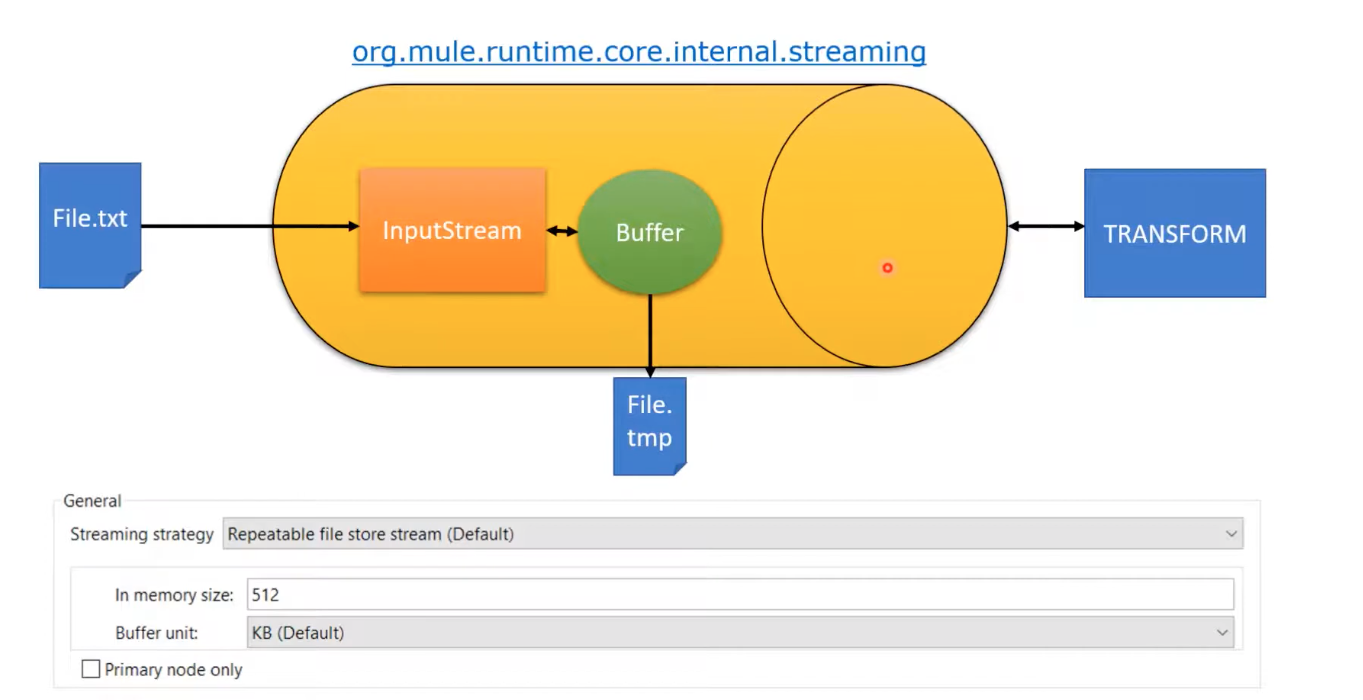 org.mule.runtime.core.internal.streaming
File.txt
InputStream
Buffer
TRANSFORM
File.
tmp
General
Streaming strategy Repeatable file store stream (Default)
In memory size: 512
Buffer unit: KB (Default)
Primary node only